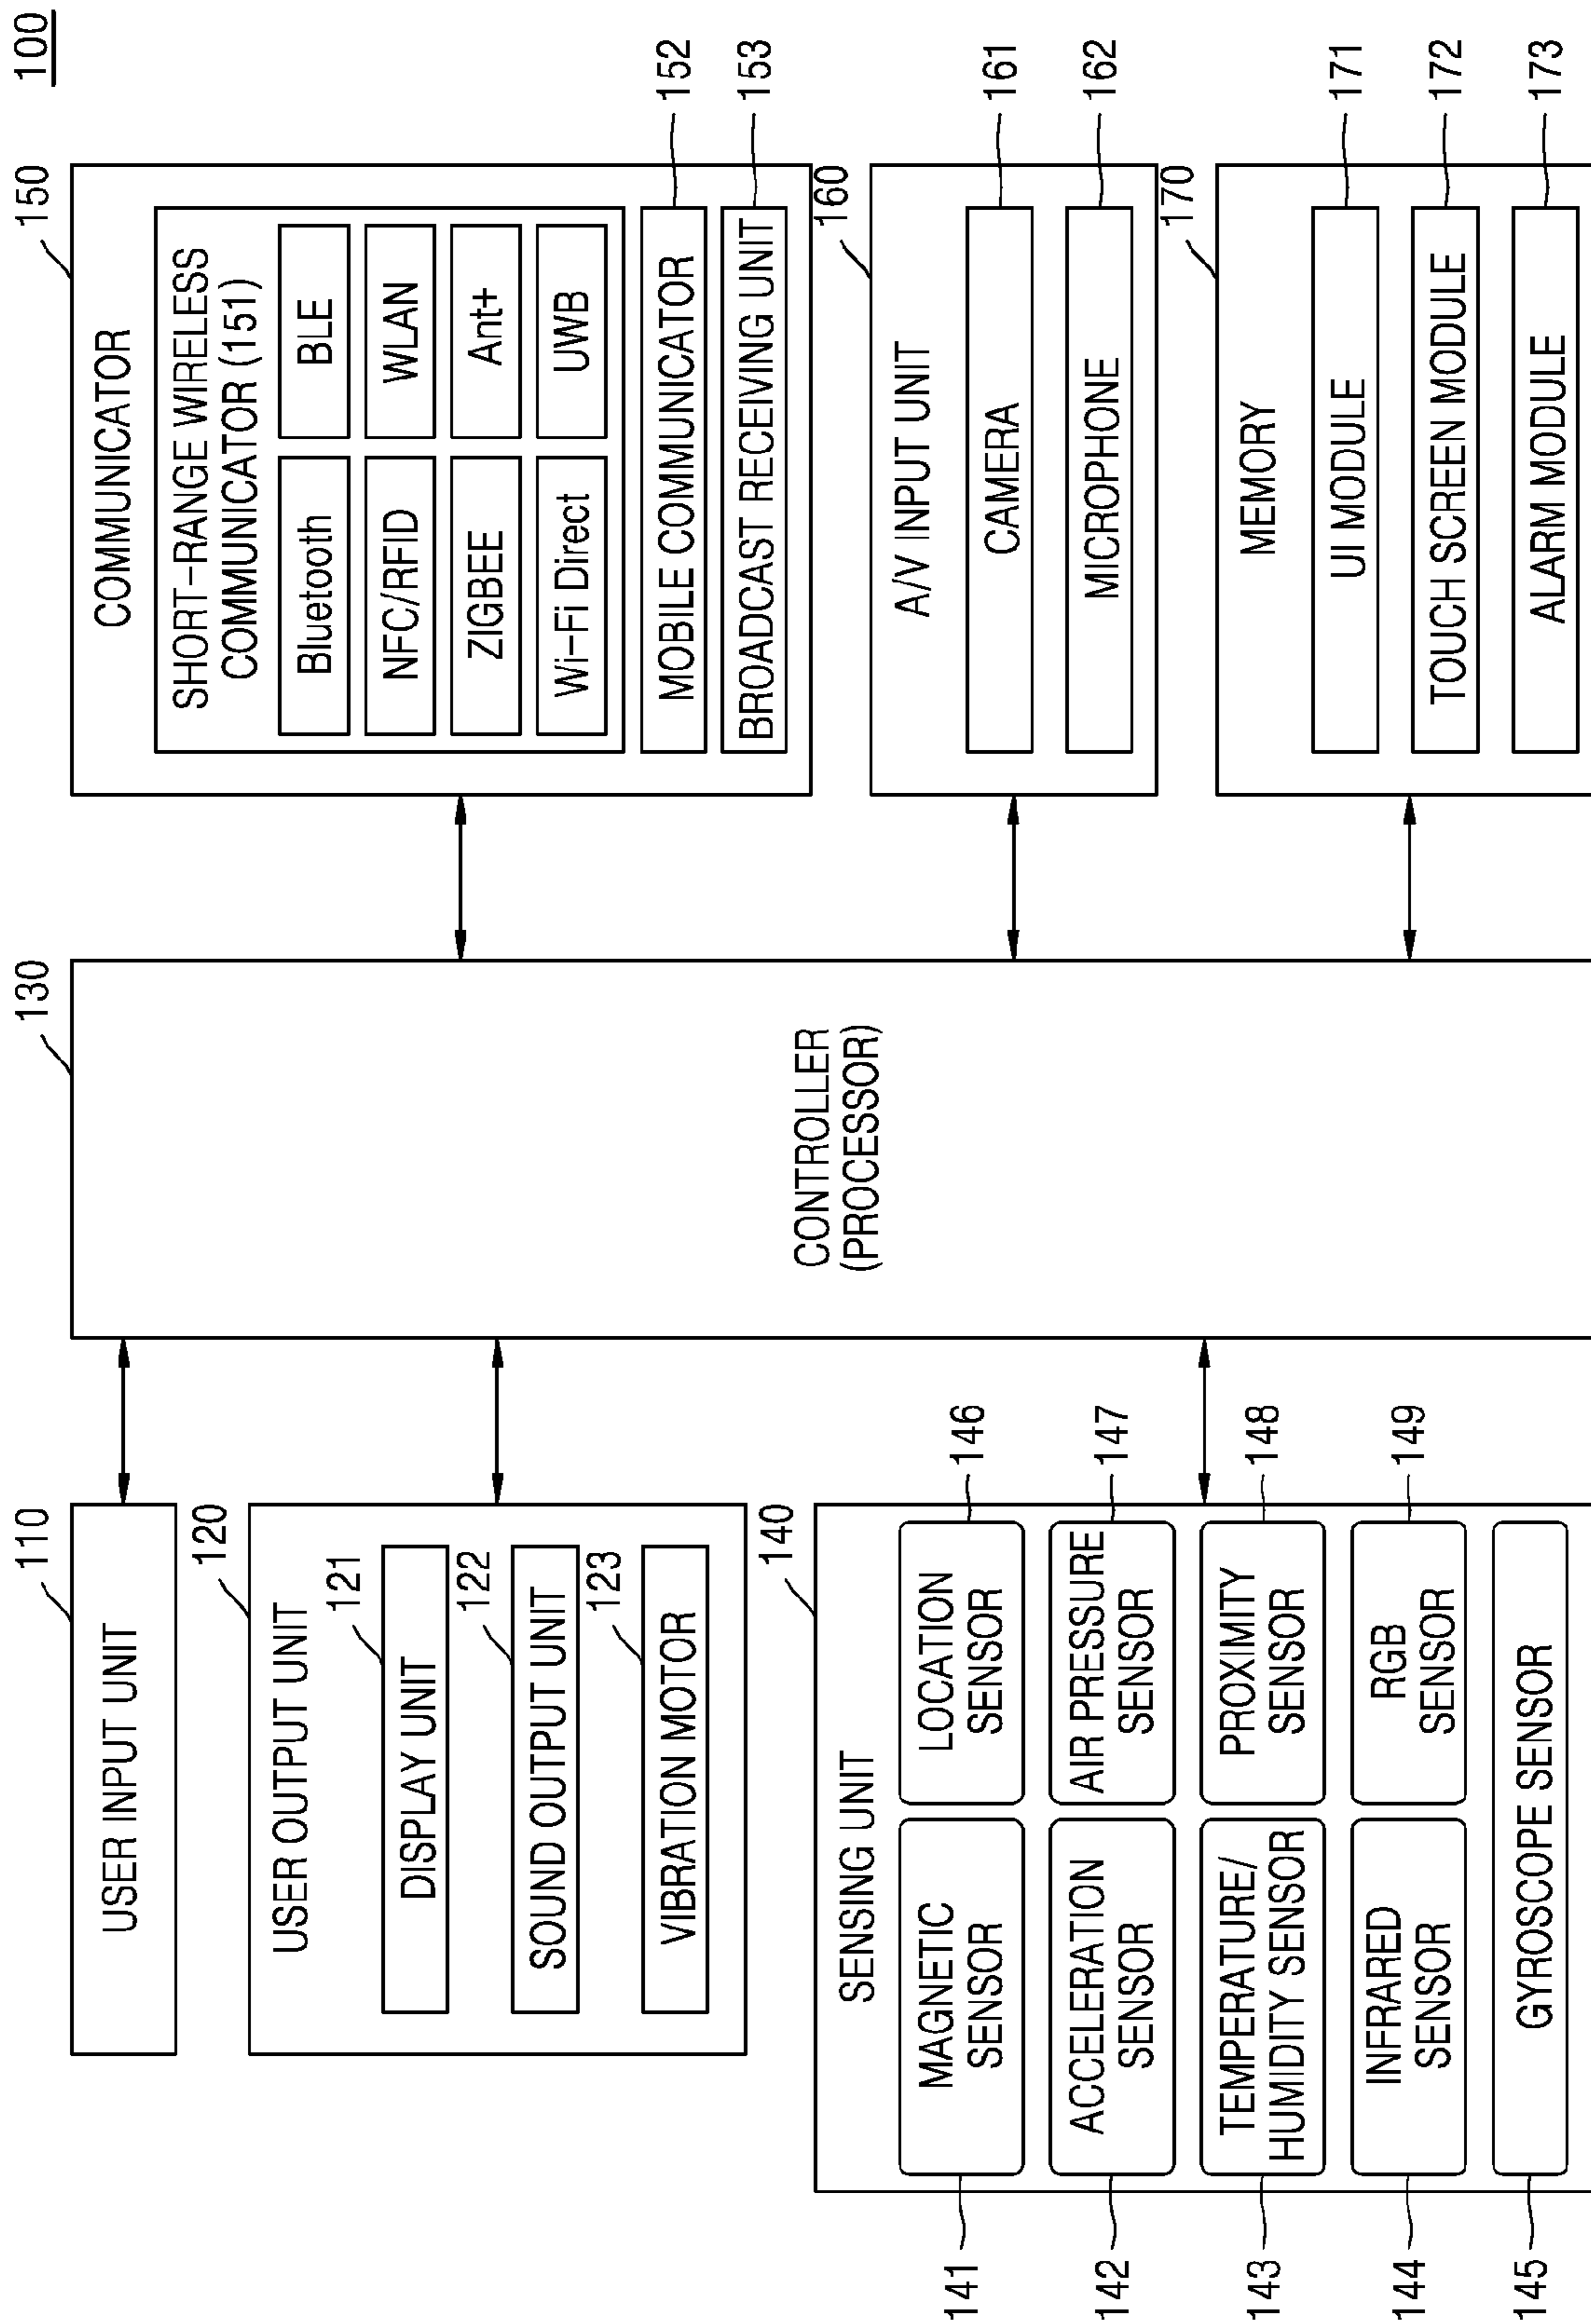 100
110
USER INPUT UNIT
120
USER OUTPUT UNIT
121
DISPLAY UNIT
122
SOUND OUTPUT UNIT
123
VIBRATION MOTOR
140
SENSING UNIT
141
MAGNETIC
SENSOR
LOCATION
SENSOR
146
142
ACCELERATION
SENSOR
AIR PRESSURE
SENSOR
147
143
TEMPERATURE/
HUMIDITY SENSOR
PROXIMITY
SENSOR
148
144
INFRARED
SENSOR
RGB
SENSOR
149
145
GYROSCOPE SENSOR
130
CONTROLLER
(PROCESSOR)
150
COMMUNICATOR
SHORT-RANGE WIRELESS
COMMUNICATOR (151)
Bluetooth
BLE
NFC/RFID
WLAN
ZIGBEE
Ant+
Wi-Fi Direct
UWB
MOBILE COMMUNICATOR
152
BROADCAST RECEIVING UNIT
153
160
A/V INPUT UNIT
CAMERA
161
MICROPHONE
162
170
MEMORY
UI MODULE
171
TOUCH SCREEN MODULE
172
ALARM MODULE
173